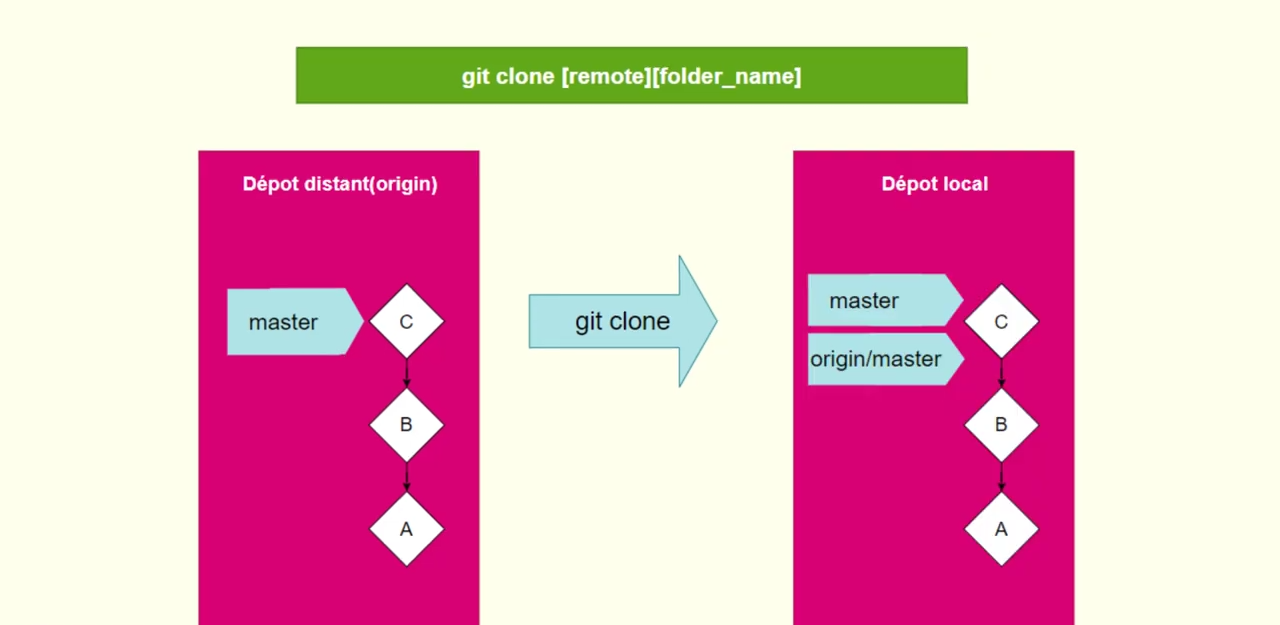 git clone [remote][folder_name]
Dépot distant(origin)
master
C
B
A
git clone
Dépot local
master
origin/master
C
B
A